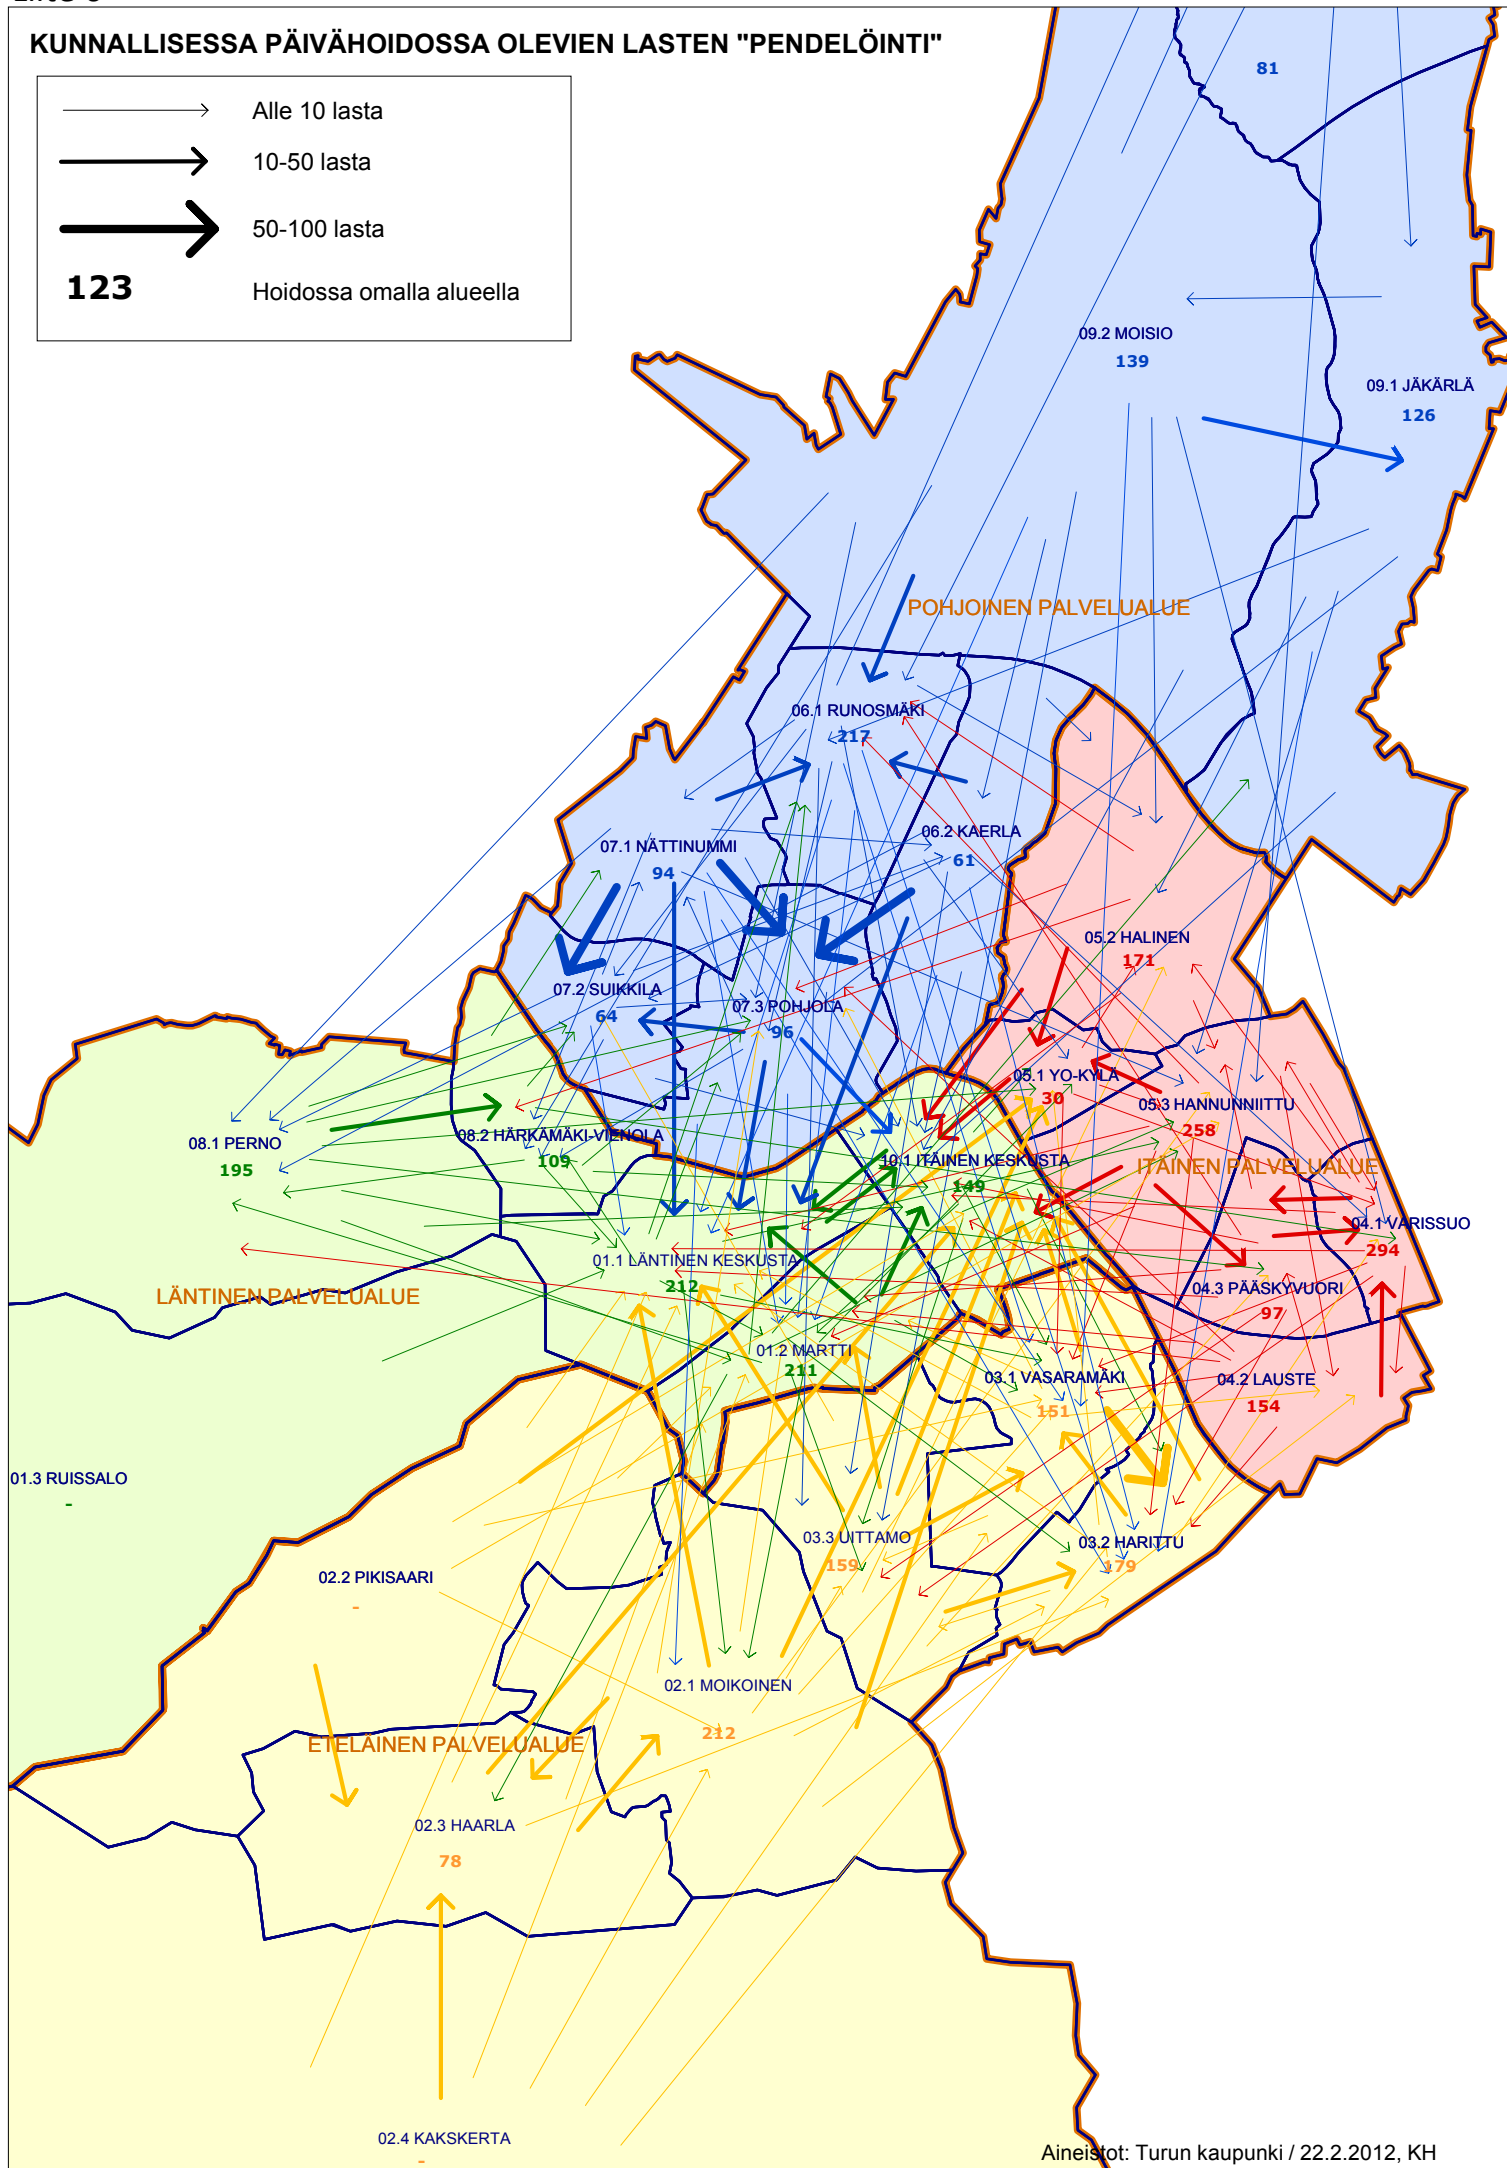 KUNNALLISESSA PÄIVÄHOIDOSSA OLEVIEN LASTEN "PENDELÖINTI"
Alle 10 lasta
10-50 lasta
50-100 lasta
123 Hoidossa omalla alueella
81
09.2 MOISIO
139
09.1 JÄKÄRLÄ
126
POHJOINEN PALVELUALUE
06.1 RUNOSMÄKI
217
06.2 KAERLA
61
07.1 NÄTTINUMMI
94
05.2 HALINEN
171
07.2 SUIKKILA
64
07.3 POHJOLA
96
05.1 YO-KYLÄ
30
05.3 HANNUNNIITTU
258
08.1 PERNO
195
08.2 HÄRKÄMÄKI-VIENOLA
109
10.1 ITÄINEN KESKUSTA
149
ITÄINEN PALVELUALUE
04.1 VARISSUO
294
01.1 LÄNTINEN KESKUSTA
212
04.3 PÄÄSKYVUORI
97
LÄNTINEN PALVELUALUE
01.2 MARTTI
211
03.1 VASARAMÄKI
151
04.2 LAUSTE
154
01.3 RUISSALO
-
03.3 UITTAMO
159
03.2 HARITTU
179
02.2 PIKISAARI
-
02.1 MOIKOINEN
212
ETELÄINEN PALVELUALUE
02.3 HAARLA
78
02.4 KAKSKERTA
-
Aineistot: Turun kaupunki / 22.2.2012, KH